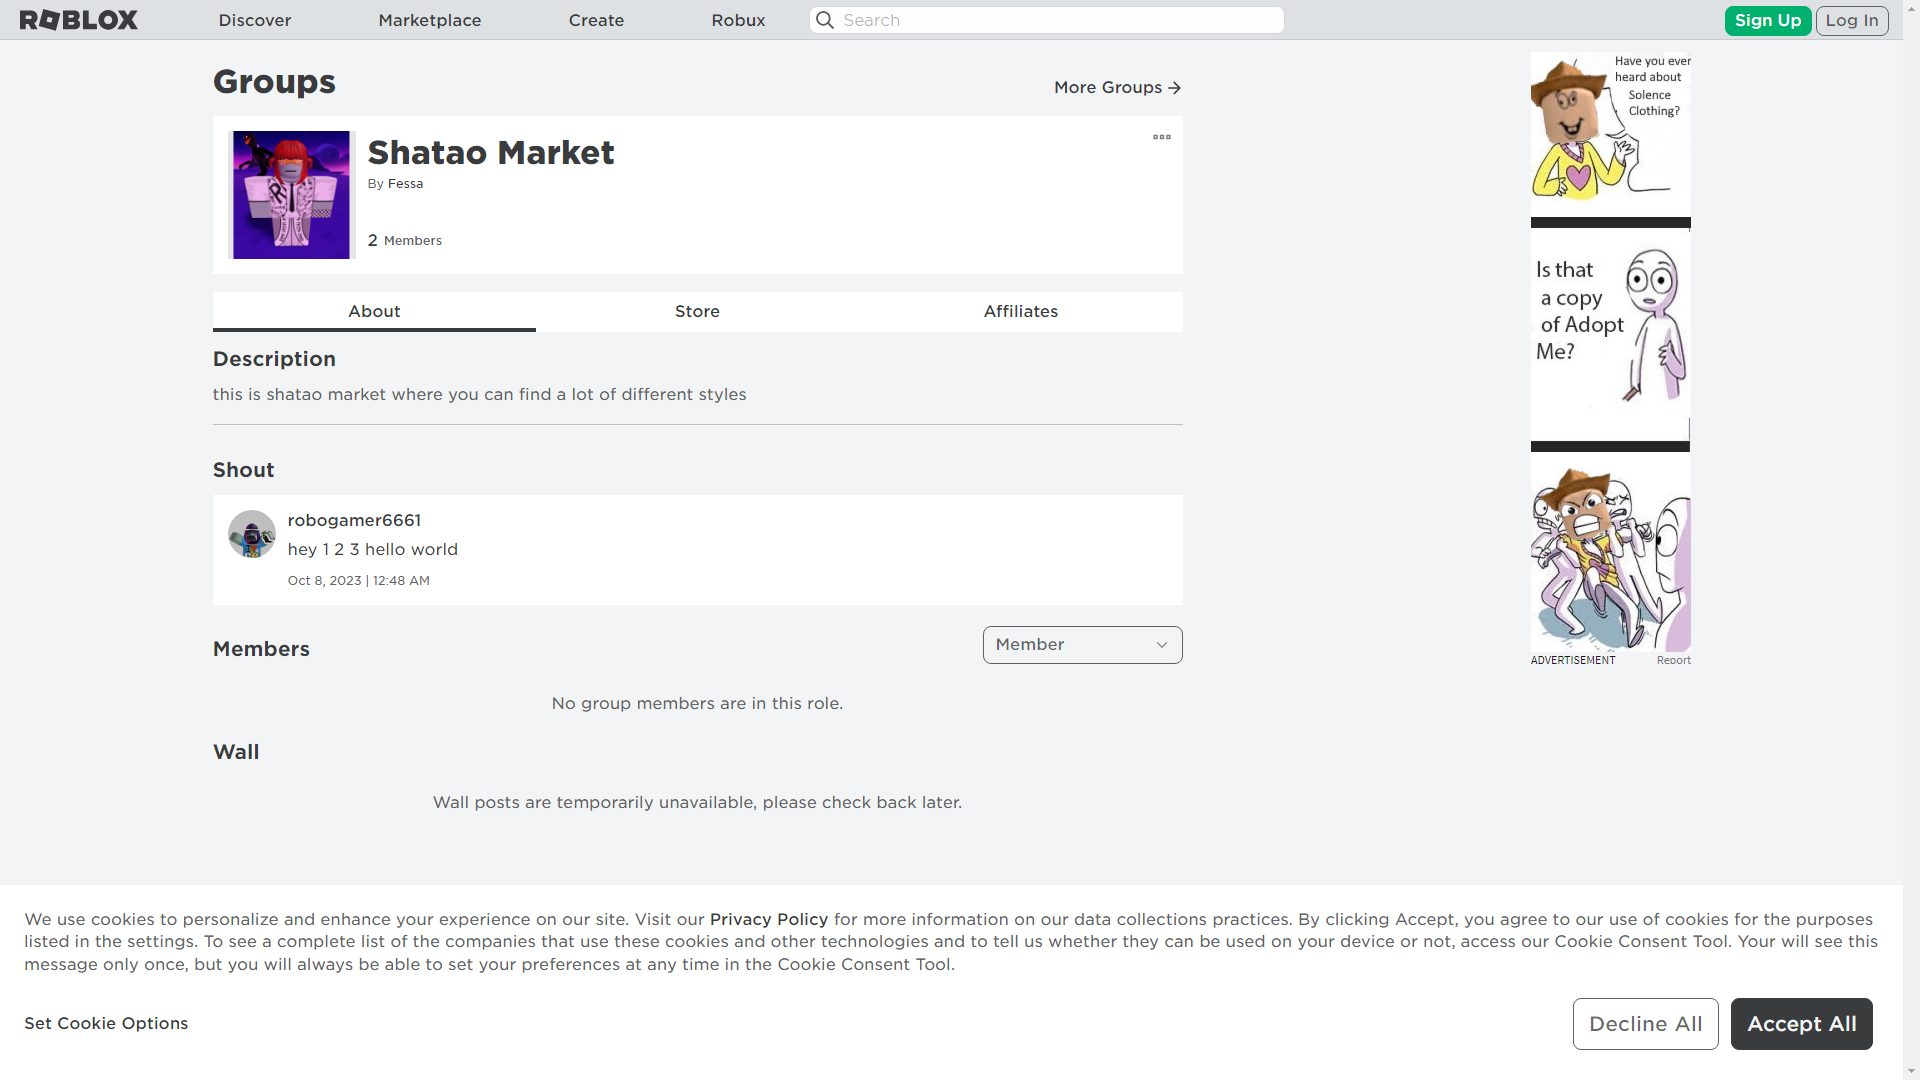 ROBLOX
Discover
Marketplace
Create
Robux
Search
Sign Up
Log In
Groups
More Groups
Shatao Market
By Fessa
2 Members
About
Store
Affiliates
Description
this is shatao market where you can find a lot of different styles
Shout
robogamer6661
hey 1 2 3 hello world
Oct 8, 2023 | 12:48 AM
Members
Member
No group members are in this role.
Wall
Wall posts are temporarily unavailable, please check back later.
Have you ever
heard about
Solence
Clothing?
Is that
a copy
of Adopt
Me?
ADVERTISEMENT
Report
We use cookies to personalize and enhance your experience on our site. Visit our Privacy Policy for more information on our data collections practices. By clicking Accept, you agree to our use of cookies for the purposes
listed in the settings. To see a complete list of the companies that use these cookies and other technologies and to tell us whether they can be used on your device or not, access our Cookie Consent Tool. Your will see this
message only once, but you will always be able to set your preferences at any time in the Cookie Consent Tool.
Set Cookie Options
Decline All
Accept All